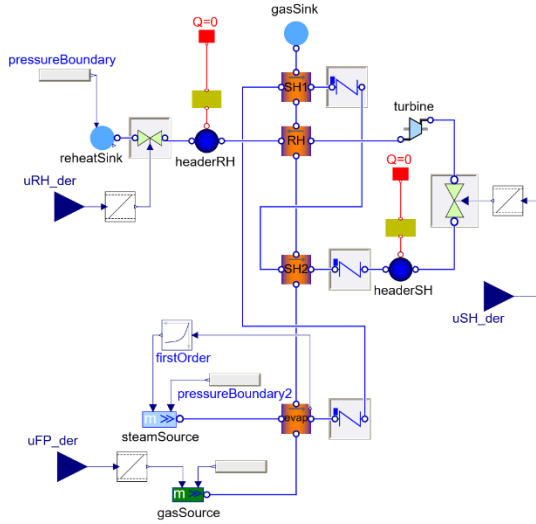 gasSink
Q=0
pressureBoundary
SH1
turbine
RH
reheatSink
headerRH
uRH_der
Q=0
SH2
headerSH
uSH_der
firstOrder
pressureBoundary2
evap
m
steamSource
uFP_der
m
gasSource